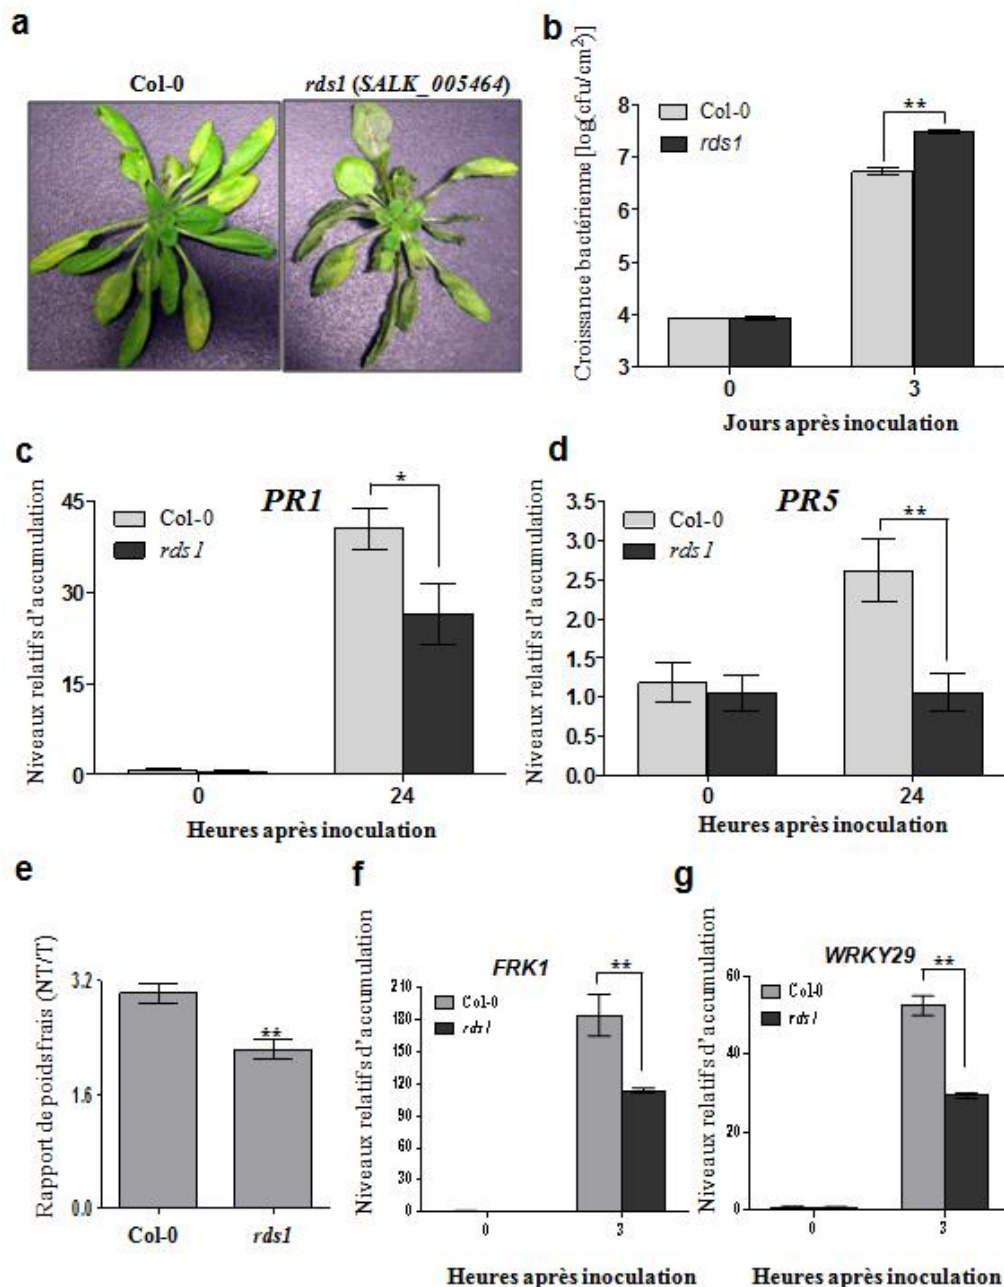 a
Col-0
rds1 (SALK_005464)
b
Croissance bactérienne [log(cfu/cm²)]
8
7
6
5
4
3
Col-0
rds1
**
0
3
Jours après inoculation
c
Niveaux relatifs d'accumulation
45
30
15
0
Col-0
rds1
PR1
*
0
24
Heures après inoculation
d
Niveaux relatifs d'accumulation
3.5
3.0
2.5
2.0
1.5
1.0
0.5
0.0
Col-0
rds1
PR5
**
0
24
Heures après inoculation
e
Rapport de poidsfrais (NT/T)
3.2
1.6
0.0
**
Col-0
rds1
f
Niveaux relatifs d'accumulation
210
180
150
120
90
60
30
0
FRK1
Col-0
rds1
**
0
3
Heures après inoculation
g
Niveaux relatifs d'accumulation
60
40
20
0
WRKY29
Col-0
rds1
**
0
3
Heures après inoculation